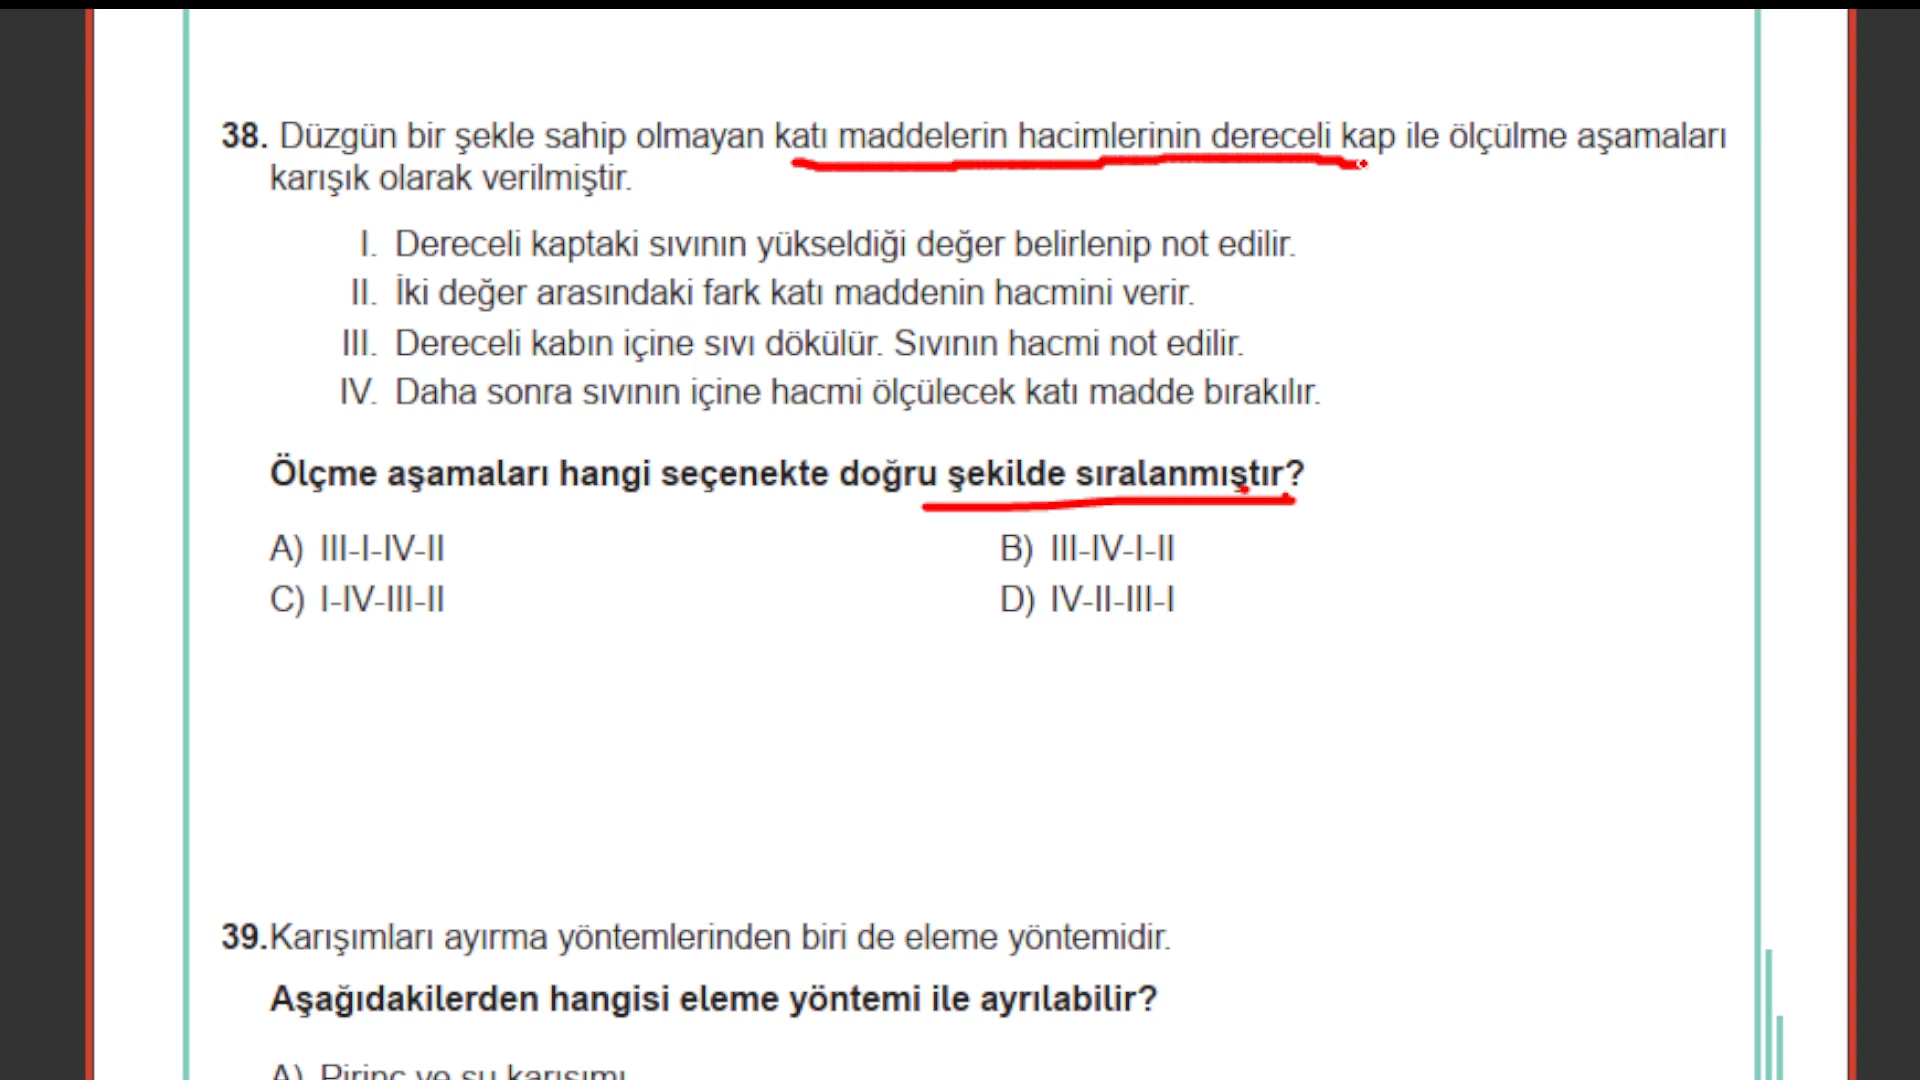 38. Düzgün bir şekle sahip olmayan katı maddelerin hacimlerinin dereceli kap ile ölçülme aşamaları
karışık olarak verilmiştir.
I. Dereceli kaptaki sıvının yükseldiği değer belirlenip not edilir.
II. İki değer arasındaki fark katı maddenin hacmini verir.
III. Dereceli kabın içine sıvı dökülür. Sıvının hacmi not edilir.
IV. Daha sonra sıvının içine hacmi ölçülecek katı madde bırakılır.
Ölçme aşamaları hangi seçenekte doğru şekilde sıralanmıştır?
A) III-I-IV-II
B) III-IV-I-II
C) I-IV-III-II
D) IV-II-III-I
39.Karışımları ayırma yöntemlerinden biri de eleme yöntemidir.
Aşağıdakilerden hangisi eleme yöntemi ile ayrılabilir?
A) Pirinç ve su karışımı